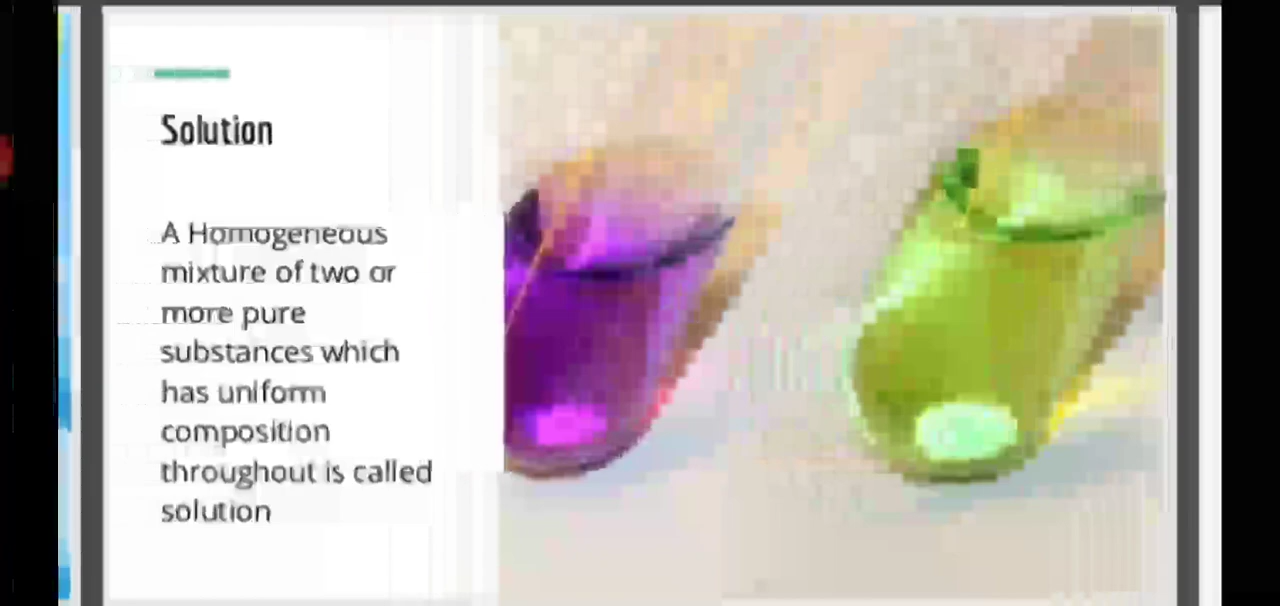 Solution
A Homogeneous
mixture of two or
more pure
substances which
has uniform
composition
throughout is called
solution